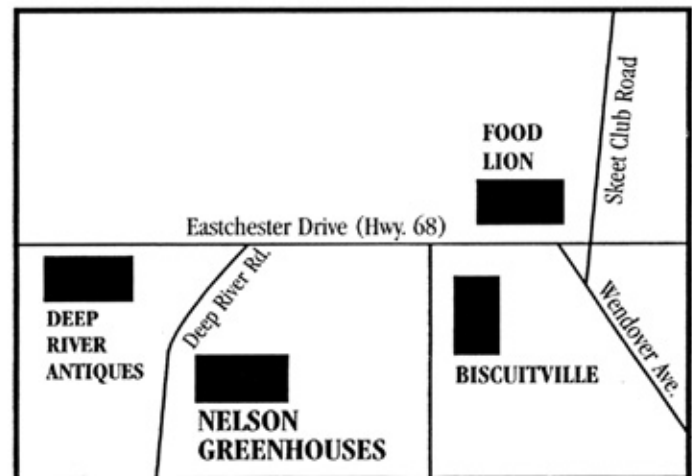 Skeet Club Road
FOOD
LION
Eastchester Drive (Hwy. 68)
Deep River Rd.
DEEP
RIVER
ANTIQUES
Wendover Ave.
BISCUITVILLE
NELSON
GREENHOUSES